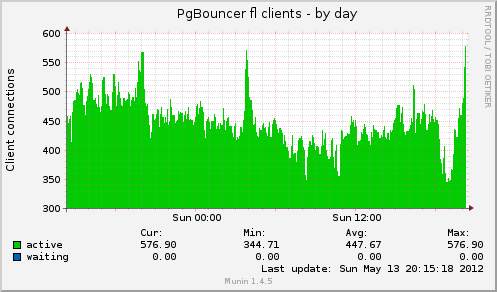 PgBouncer fl clients - by day
RRDTOOL / TOBI OETIKER
Client connections
600
550
500
450
400
350
300
Sun 00:00 Sun 12:00
Cur: Min: Avg: Max:
active 576.90 344.71 447.67 576.90
waiting 0.00 0.00 0.00 0.00
Last update: Sun May 13 20:15:18 2012
Munin 1.4.5